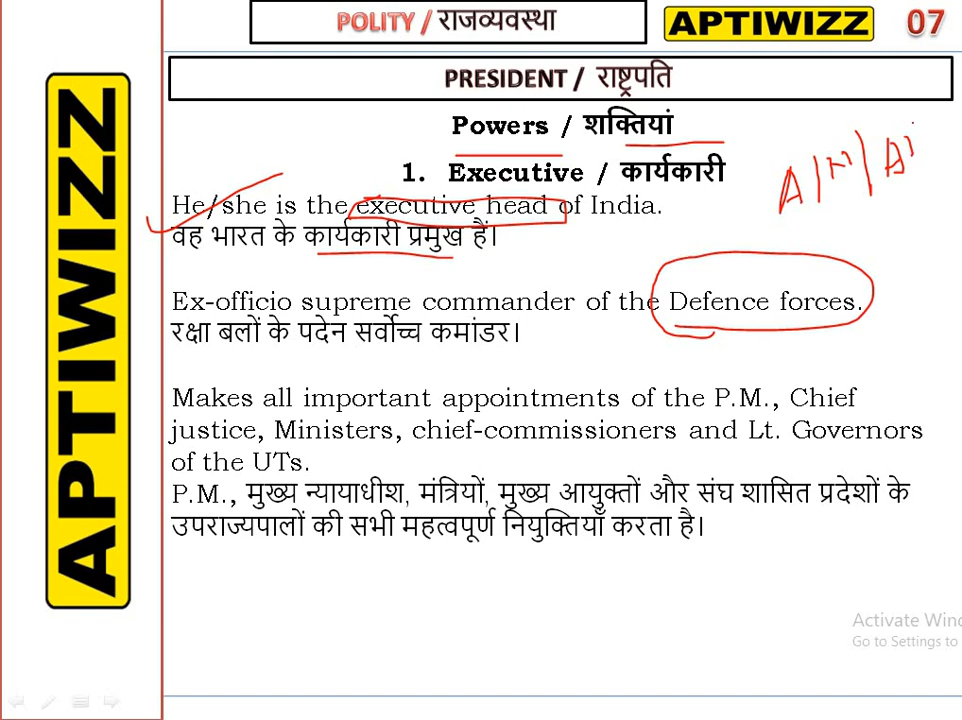 POLITY / राजव्यवस्था
APTIWIZZ
07
PRESIDENT / राष्ट्रपति
APTIWIZZ
Powers / शक्तियां
1. Executive / कार्यकारी
He/she is the executive head of India.
वह भारत के कार्यकारी प्रमुख हैं।
Ex-officio supreme commander of the Defence forces.
रक्षा बलों के पदेन सर्वोच्च कमांडर।
Makes all important appointments of the P.M., Chief
justice, Ministers, chief-commissioners and Lt. Governors
of the UTs.
P.M., मुख्य न्यायाधीश, मंत्रियों, मुख्य आयुक्तों और संघ शासित प्रदेशों के
उपराज्यपालों की सभी महत्वपूर्ण नियुक्तियाँ करता है।
Activate
Go to Settings to